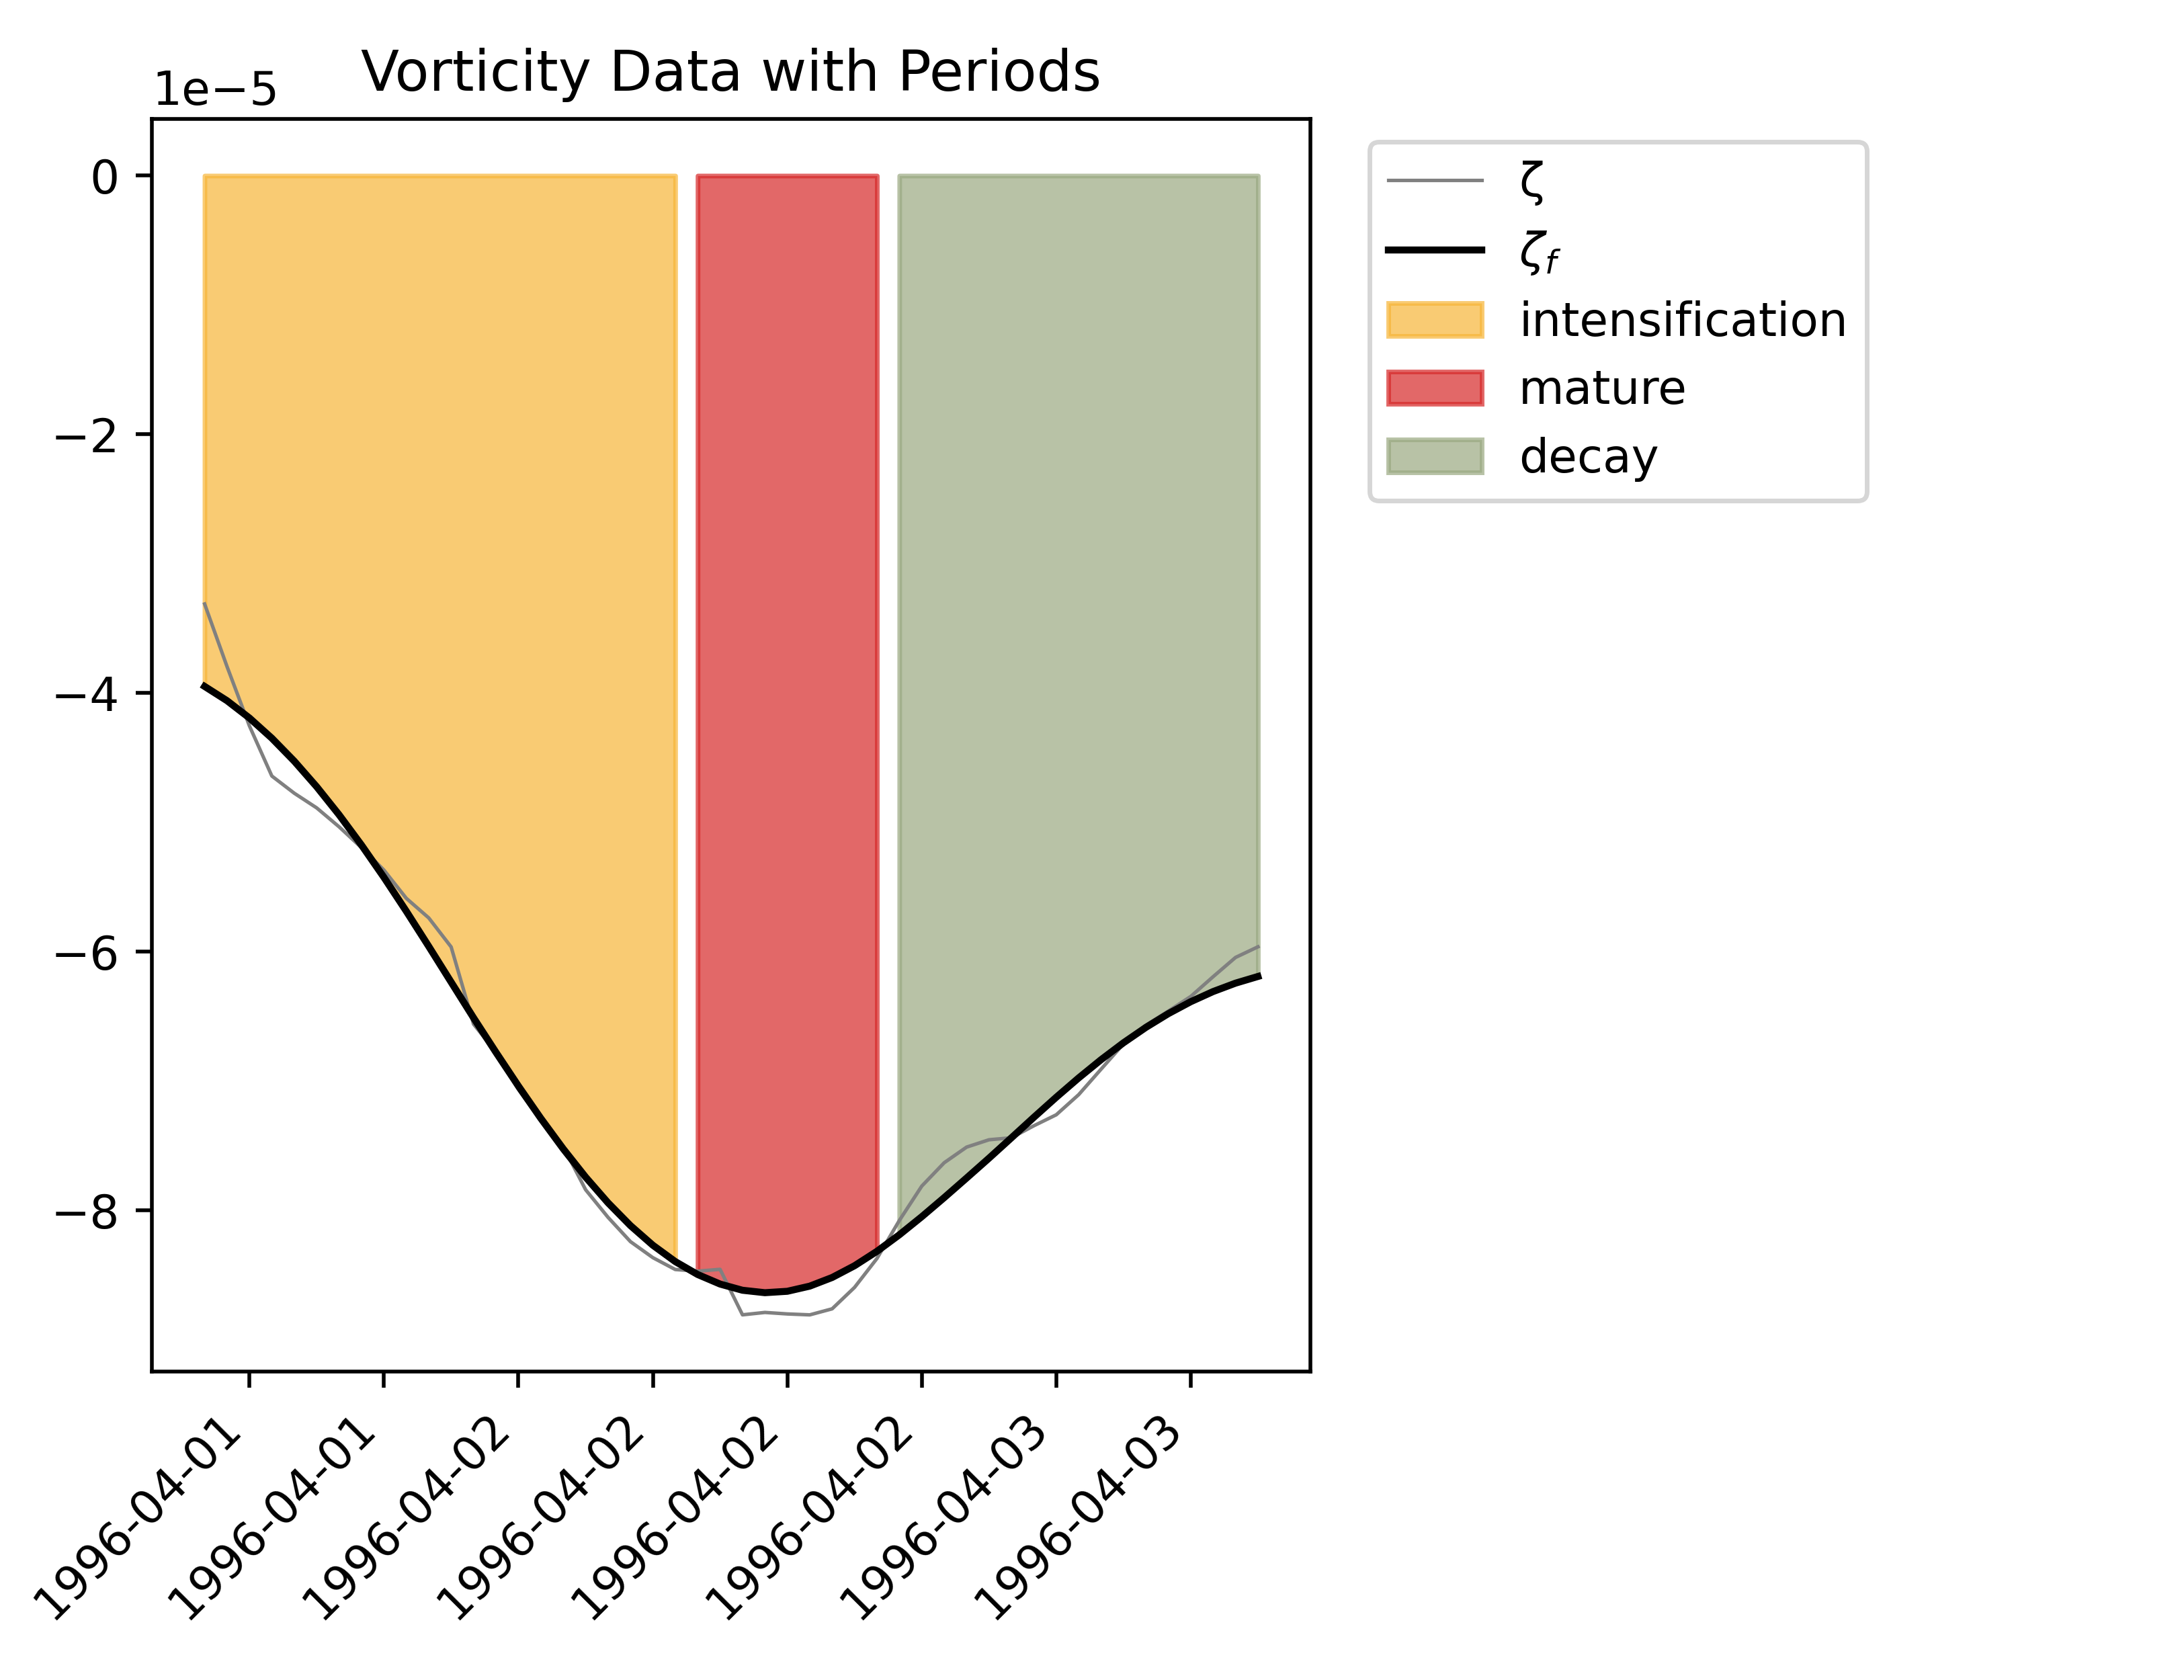 Vorticity Data with Periods
1e−5
0
−2
−4
−6
−8
1996-04-01
1996-04-01
1996-04-02
1996-04-02
1996-04-02
1996-04-02
1996-04-03
1996-04-03
ζ
ζf
intensification
mature
decay